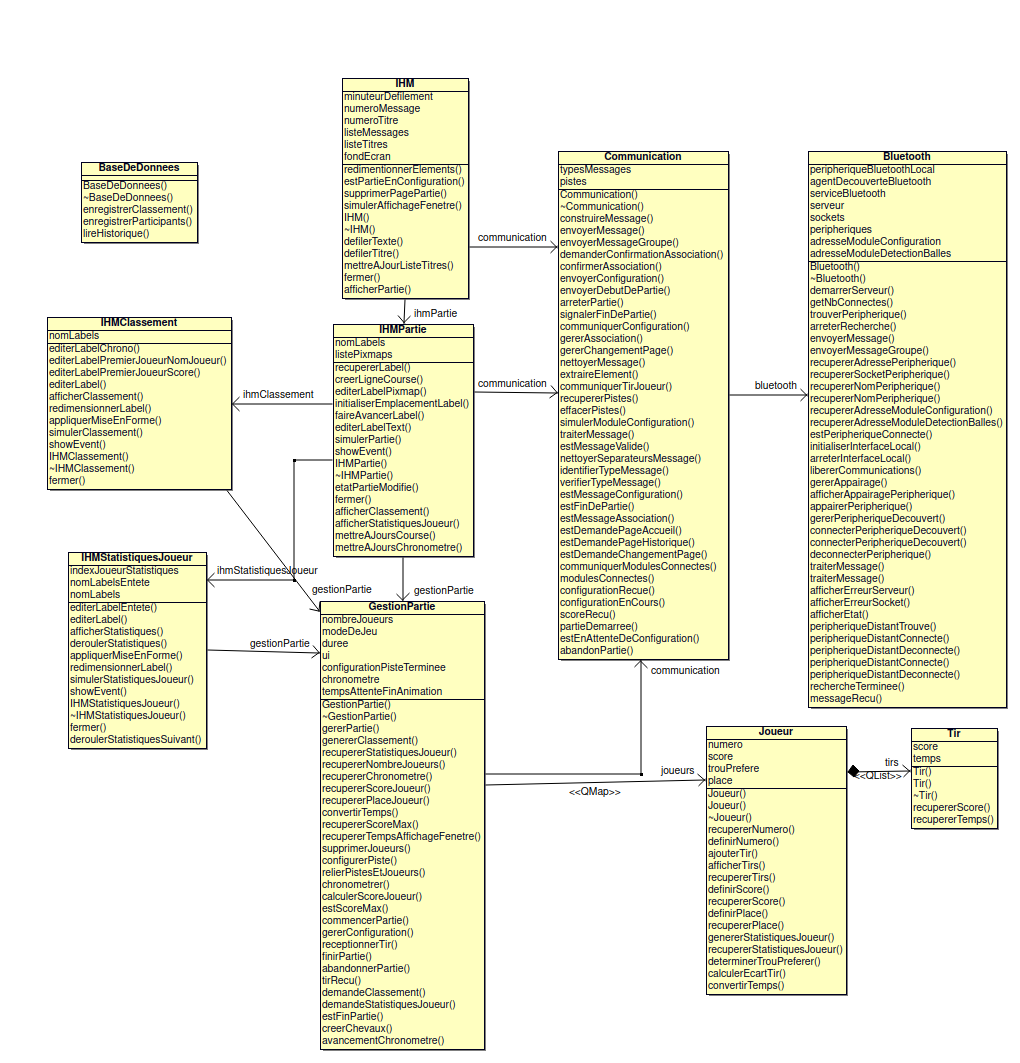 IHM
minuteurDefilement
numeroMessage
numeroTitre
listeMessages
listeTitres
fondEcran
redimentionnerElements()
estPartieEnConfiguration()
supprimerPagePartie()
simulerAffichageFenetre()
IHM()
~IHM()
defilerTexte()
defilerTitre()
mettreAJourListeTitres()
fermer()
afficherPartie()
BaseDeDonnees
BaseDeDonnees()
~BaseDeDonnees()
enregistrerClassement()
enregistrerParticipants()
lireHistorique()
communication
ihmPartie
Communication
typesMessages
pistes
Communication()
~Communication()
construireMessage()
envoyerMessage()
envoyerMessageGroupe()
demanderConfirmationAssociation()
confirmerAssociation()
envoyerConfiguration()
envoyerDebutDePartie()
arreterPartie()
signalerFinDePartie()
communiquerConfiguration()
gererAssociation()
gererChangementPage()
nettoyerMessage()
extraireElement()
communiquerTirJoueur()
recupererPistes()
effacerPistes()
simulerModuleConfiguration()
traiterMessage()
estMessageValide()
nettoyerSeparateursMessage()
identifierTypeMessage()
verifierTypeMessage()
estMessageConfiguration()
estFinDePartie()
estMessageAssociation()
estDemandePageAccueil()
estDemandePageHistorique()
estDemandeChangementPage()
communiquerModulesConnectes()
modulesConnectes()
configurationRecue()
configurationEnCours()
scoreRecu()
partieDemarree()
estEnAttenteDeConfiguration()
abandonPartie()
bluetooth
Bluetooth
peripheriqueBluetoothLocal
agentDecouverteBluetooth
serviceBluetooth
serveur
sockets
peripheriques
adresseModuleConfiguration
adresseModuleDetectionBalles
Bluetooth()
~Bluetooth()
demarrerServeur()
getNbConnectes()
trouverPeripherique()
arreterRecherche()
envoyerMessage()
envoyerMessageGroupe()
recupererAdressePeripherique()
recupererSocketPeripherique()
recupererNomPeripherique()
recupererNomPeripherique()
recupererAdresseModuleConfiguration()
recupererAdresseModuleDetectionBalles()
estPeripheriqueConnecte()
initialiserInterfaceLocal()
arreterInterfaceLocal()
libererCommunications()
gererAppairage()
afficherAppairagePeripherique()
appairerPeripherique()
gererPeripheriqueDecouvert()
connecterPeripheriqueDecouvert()
connecterPeripheriqueDecouvert()
deconnecterPeripherique()
traiterMessage()
traiterMessage()
afficherErreurServeur()
afficherErreurSocket()
afficherEtat()
peripheriqueDistantTrouve()
peripheriqueDistantConnecte()
peripheriqueDistantDeconnecte()
peripheriqueDistantConnecte()
peripheriqueDistantDeconnecte()
rechercheTerminee()
messageRecu()
IHMClassement
nomLabels
editerLabelChrono()
editerLabelPremierJoueurNomJoueur()
editerLabelPremierJoueurScore()
editerLabel()
afficherClassement()
redimensionnerLabel()
appliquerMiseEnForme()
simulerClassement()
showEvent()
IHMClassement()
~IHMClassement()
fermer()
ihmClassement
IHMPartie
nomLabels
listePixmaps
recupererLabel()
creerLigneCourse()
editerLabelPixmap()
initialiserEmplacementLabel()
faireAvancerLabel()
editerLabelText()
simulerPartie()
showEvent()
IHMPartie()
~IHMPartie()
etatPartieModifie()
fermer()
afficherClassement()
afficherStatistiquesJoueur()
mettreAJoursCourse()
mettreAJoursChronometre()
communication
IHMStatistiquesJoueur
indexJoueurStatistiques
nomLabelsEntete
nomLabels
editerLabelEntete()
editerLabel()
afficherStatistiques()
deroulerStatistiques()
appliquerMiseEnForme()
redimensionnerLabel()
simulerStatistiquesJoueur()
showEvent()
IHMStatistiquesJoueur()
~IHMStatistiquesJoueur()
fermer()
deroulerStatistiquesSuivant()
ihmStatistiquesJoueur
gestionPartie
gestionPartie
gestionPartie
GestionPartie
nombreJoueurs
modeDeJeu
duree
ui
configurationPisteTerminee
chronometre
tempsAttenteFinAnimation
GestionPartie()
~GestionPartie()
gererPartie()
genererClassement()
recupererStatistiquesJoueur()
recupererNombreJoueurs()
recupererChronometre()
recupererScoreJoueur()
recupererPlaceJoueur()
convertirTemps()
recupererScoreMax()
recupererTempsAffichageFenetre()
supprimerJoueurs()
configurerPiste()
relierPistesEtJoueurs()
chronometrer()
calculerScoreJoueur()
estScoreMax()
commencerPartie()
gererConfiguration()
receptionnerTir()
finirPartie()
abandonnerPartie()
tirRecu()
demandeClassement()
demandeStatistiquesJoueur()
estFinPartie()
creerChevaux()
avancementChronometre()
communication
joueurs
<<QMap>>
Joueur
numero
score
trouPrefere
place
Joueur()
Joueur()
~Joueur()
recupererNumero()
definirNumero()
ajouterTir()
afficherTirs()
recupererTirs()
definirScore()
recupererScore()
definirPlace()
recupererPlace()
genererStatistiquesJoueur()
recupererStatistiquesJoueur()
determinerTrouPreferer()
calculerEcartTir()
convertirTemps()
tirs
<<QList>>
Tir
score
temps
Tir()
Tir()
~Tir()
recupererScore()
recupererTemps()